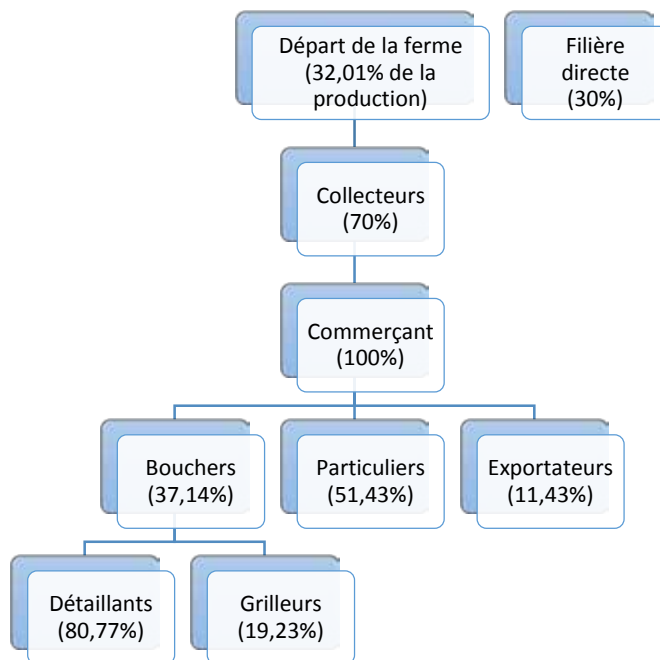 Départ de la ferme
(32,01% de la
production)
Filière
directe
(30%)
Collecteurs
(70%)
Commerçant
(100%)
Bouchers
(37,14%)
Particuliers
(51,43%)
Exportateurs
(11,43%)
Détaillants
(80,77%)
Grilleurs
(19,23%)